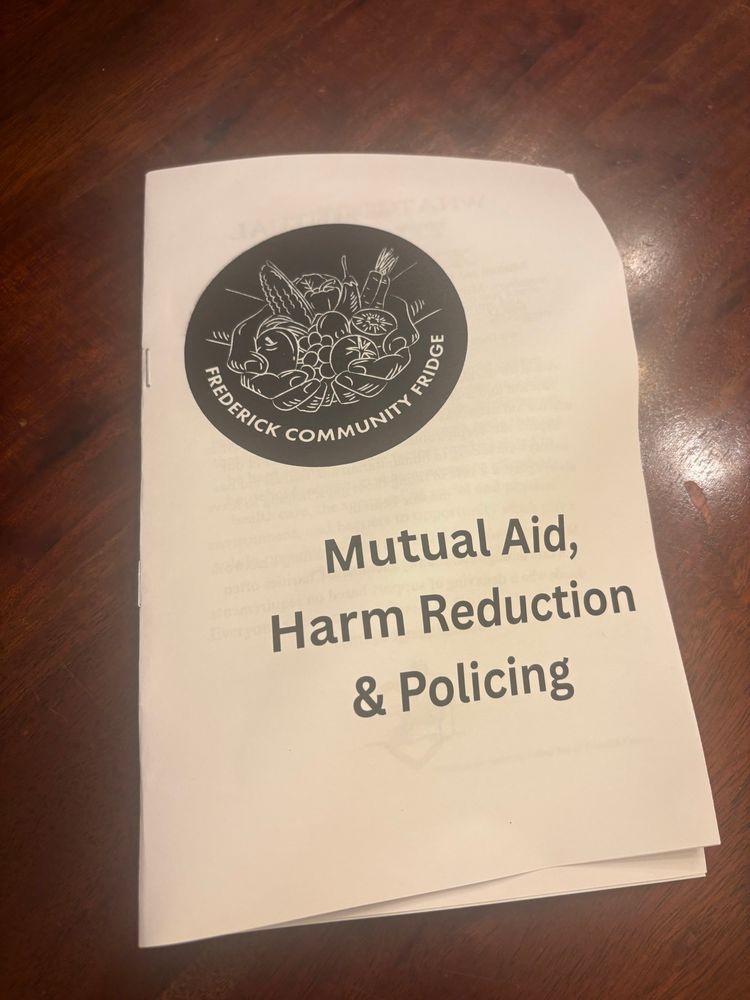 FREDERICK COMMUNITY FRIDGE
Mutual Aid,
Harm Reduction
& Policing